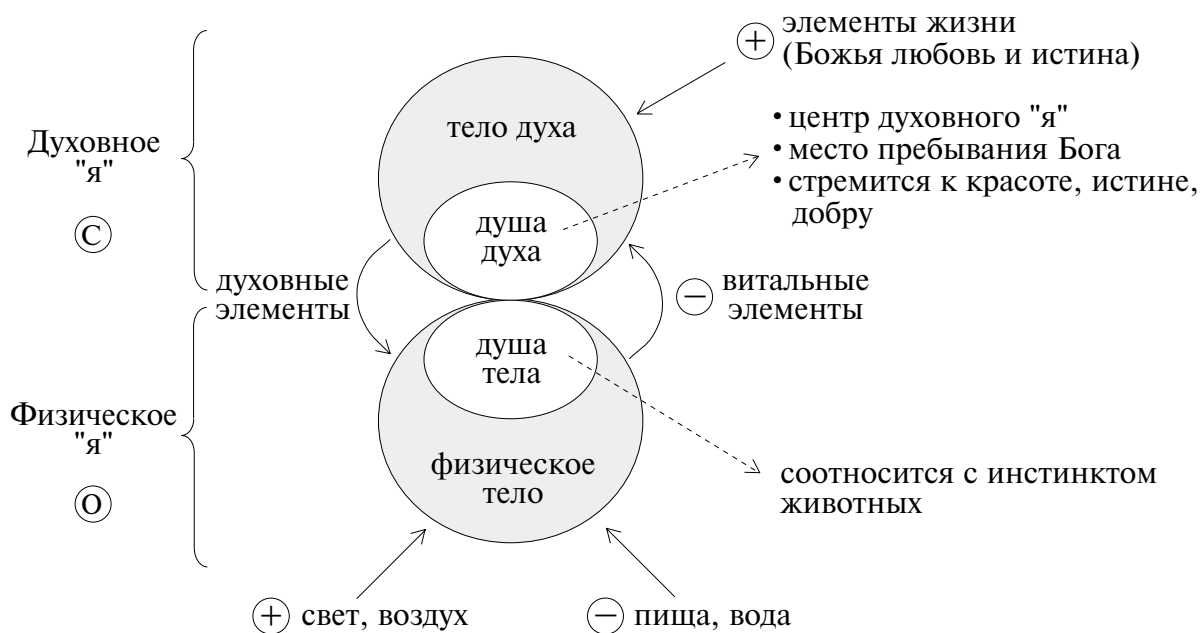 + элементы жизни
(Божья любовь и истина)
тело духа
• центр духовного "я"
• место пребывания Бога
• стремится к красоте, истине,
добру
Духовное
"я"
С
душа
духа
духовные
элементы
− витальные
элементы
душа
тела
Физическое
"я"
О
физическое
тело
соотносится с инстинктом
животных
+ свет, воздух
− пища, вода